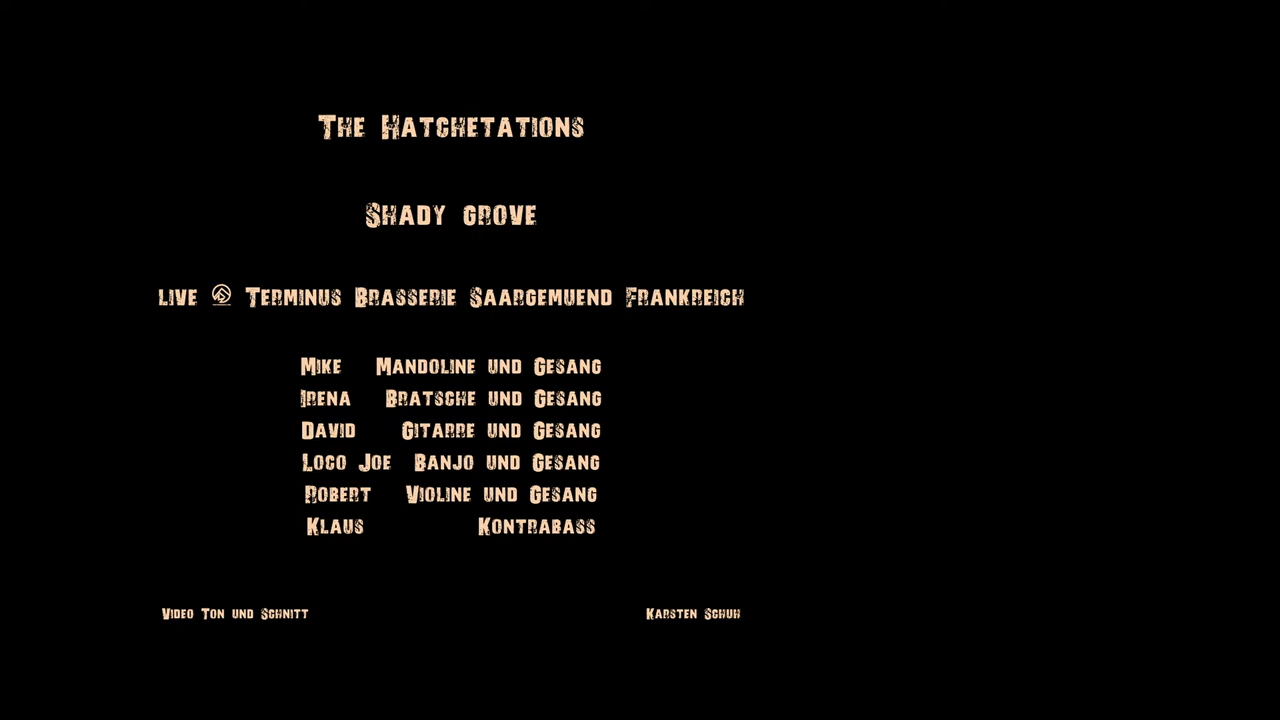 The Hatchetations
Shady grove
live @ Terminus Brasserie Saargemuend Frankreich
Mike Mandoline und Gesang
Irena Bratsche und Gesang
David Gitarre und Gesang
Loco Joe Banjo und Gesang
Robert Violine und Gesang
Klaus Kontrabass
Video Ton und Schnitt Karsten Schuh